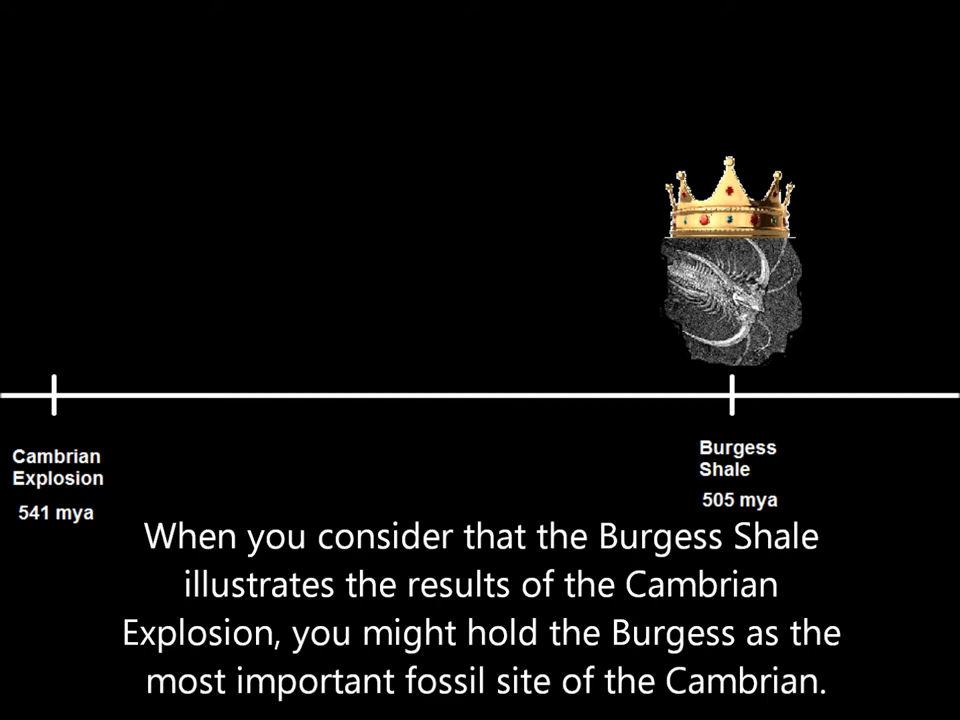 Cambrian
Explosion
541 mya
Burgess
Shale
505 mya
When you consider that the Burgess Shale
illustrates the results of the Cambrian
Explosion, you might hold the Burgess as the
most important fossil site of the Cambrian.